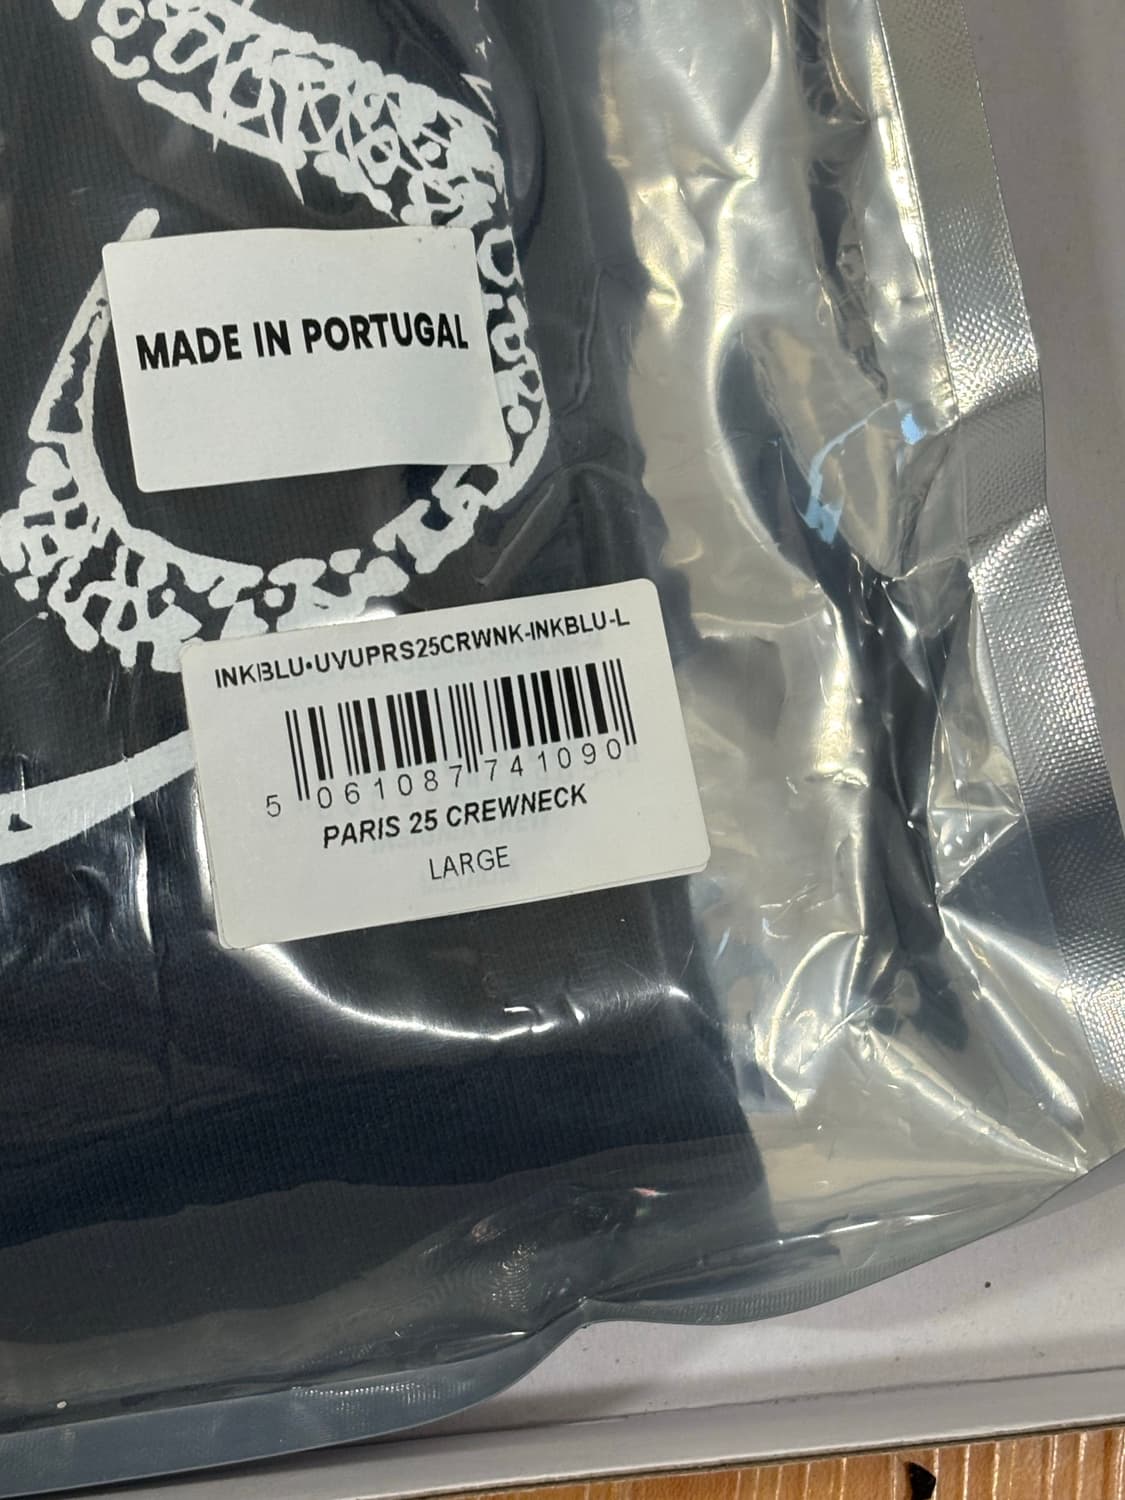 MADE IN PORTUGAL
INKBLU•UVUPRS25CRWNK-INKBLU-L
5 061087 741090
PARIS 25 CREWNECK
LARGE